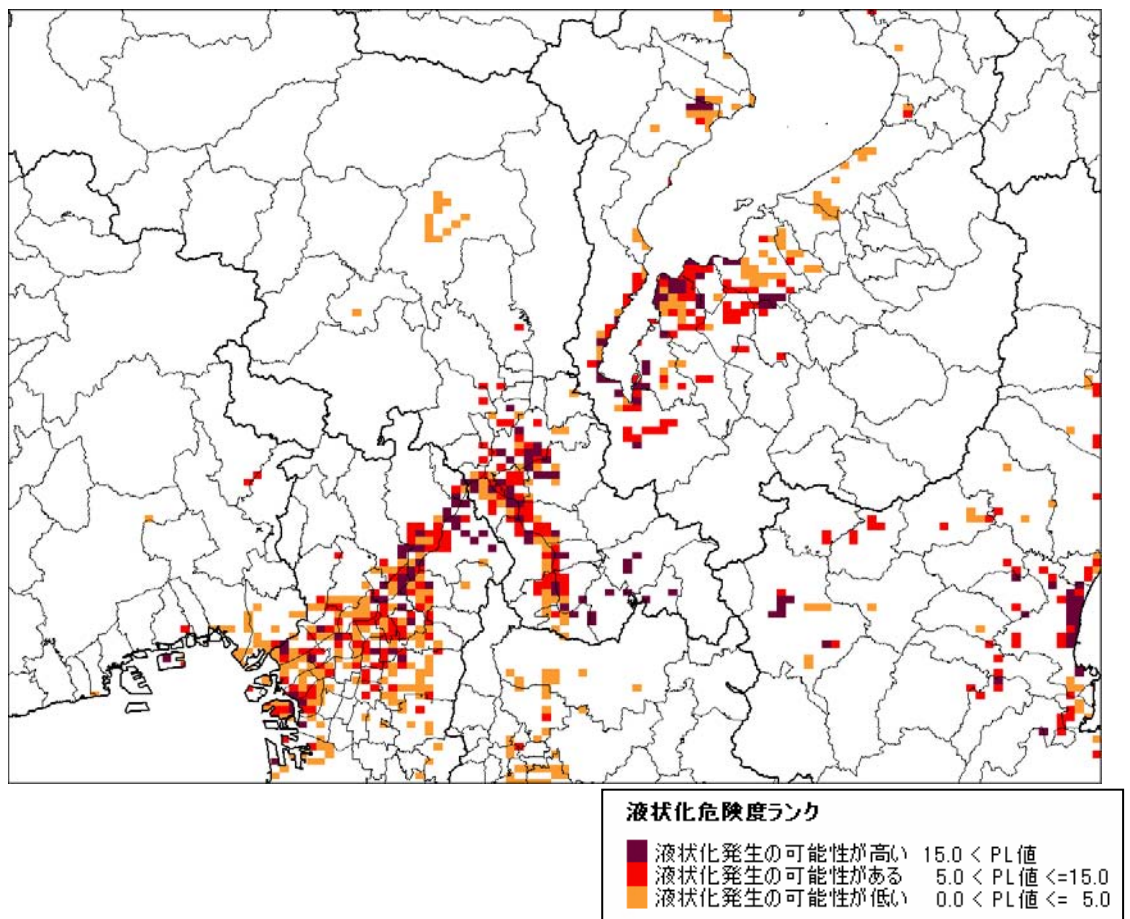 液状化危険度ランク
液状化発生の可能性が高い 15.0 < PL値
液状化発生の可能性がある 5.0 < PL値 <=15.0
液状化発生の可能性が低い 0.0 < PL値 <= 5.0